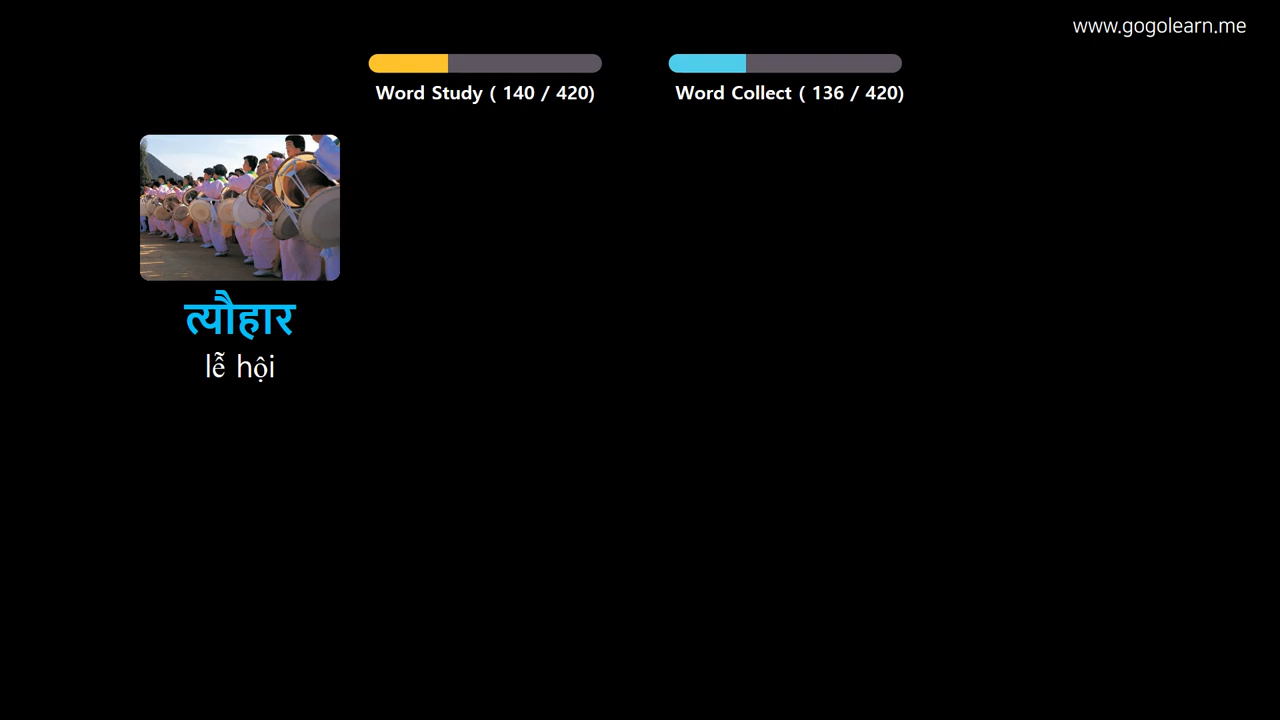 www.gogolearn.me
Word Study ( 140 / 420)
Word Collect ( 136 / 420)
त्यौहार
lễ hội